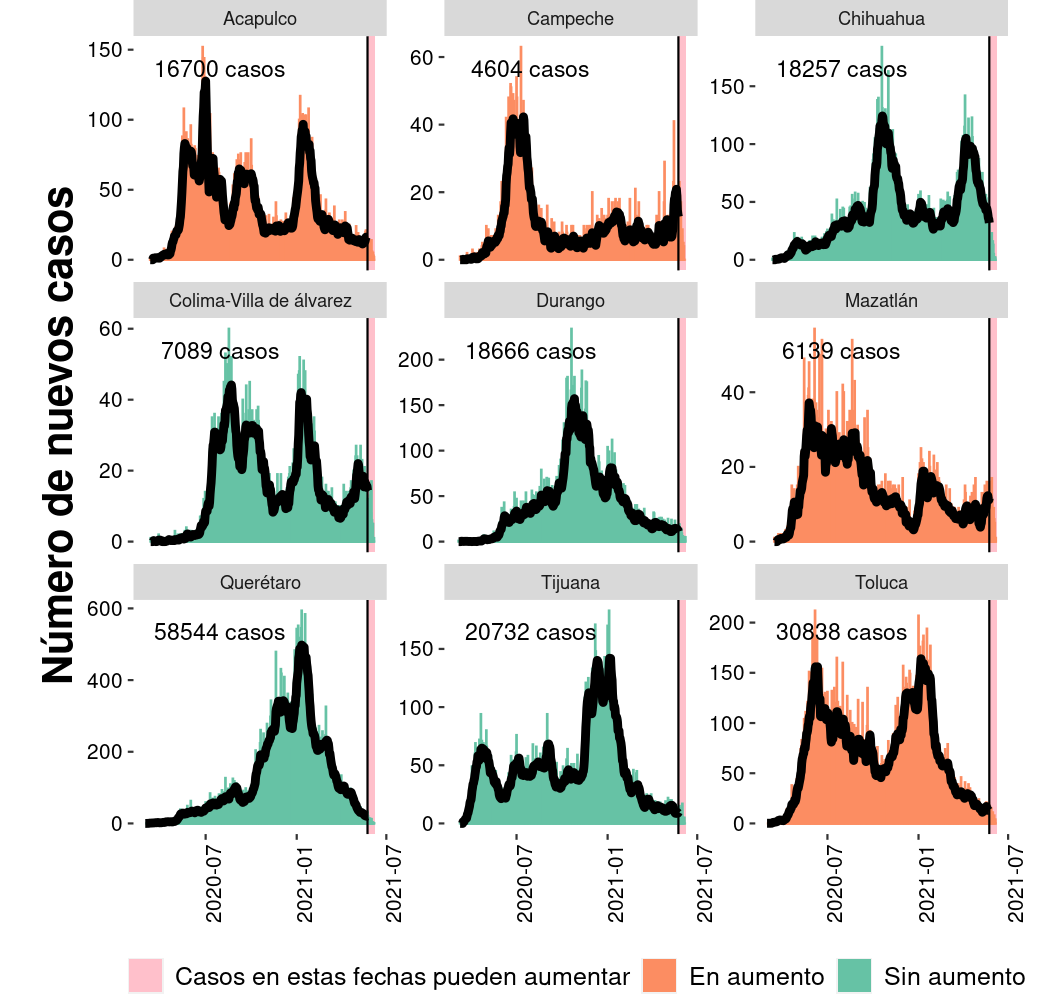 Acapulco
Campeche
Chihuahua
150
100
50
0
16700 casos
60
40
20
0
4604 casos
150
100
50
0
18257 casos
Colima-Villa de álvarez
Durango
Mazatlán
60
40
20
0
7089 casos
200
150
100
50
0
18666 casos
40
20
0
6139 casos
Querétaro
Tijuana
Toluca
600
400
200
0
58544 casos
150
100
50
0
20732 casos
200
150
100
50
0
30838 casos
2020-07
2021-01
2021-07
2020-07
2021-01
2021-07
2020-07
2021-01
2021-07
Número de nuevos casos
Casos en estas fechas pueden aumentar
En aumento
Sin aumento